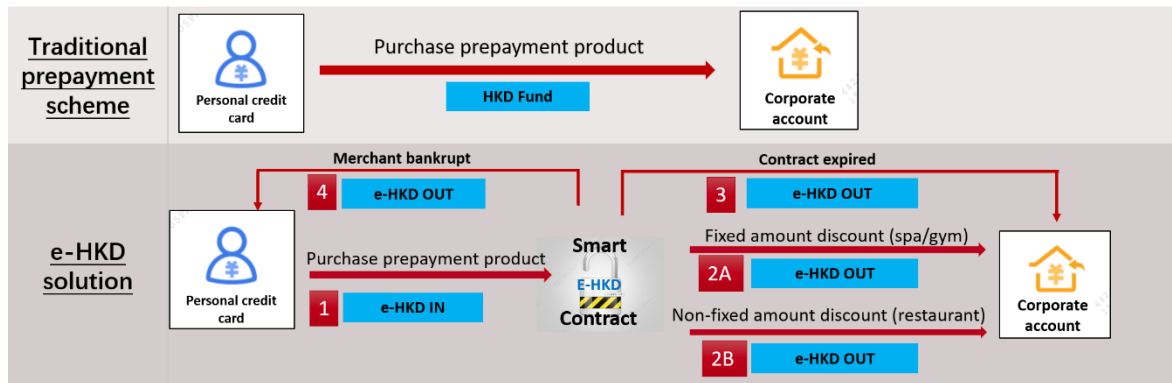 Traditional
prepayment
scheme
¥
Personal credit
card
Purchase prepayment product
HKD Fund
¥
Corporate
account
e-HKD
solution
Merchant bankrupt
4
e-HKD OUT
¥
Personal credit
card
Purchase prepayment product
1
e-HKD IN
Smart
E-HKD
Contract
Contract expired
3
e-HKD OUT
Fixed amount discount (spa/gym)
2A
e-HKD OUT
Non-fixed amount discount (restaurant)
2B
e-HKD OUT
¥
Corporate
account